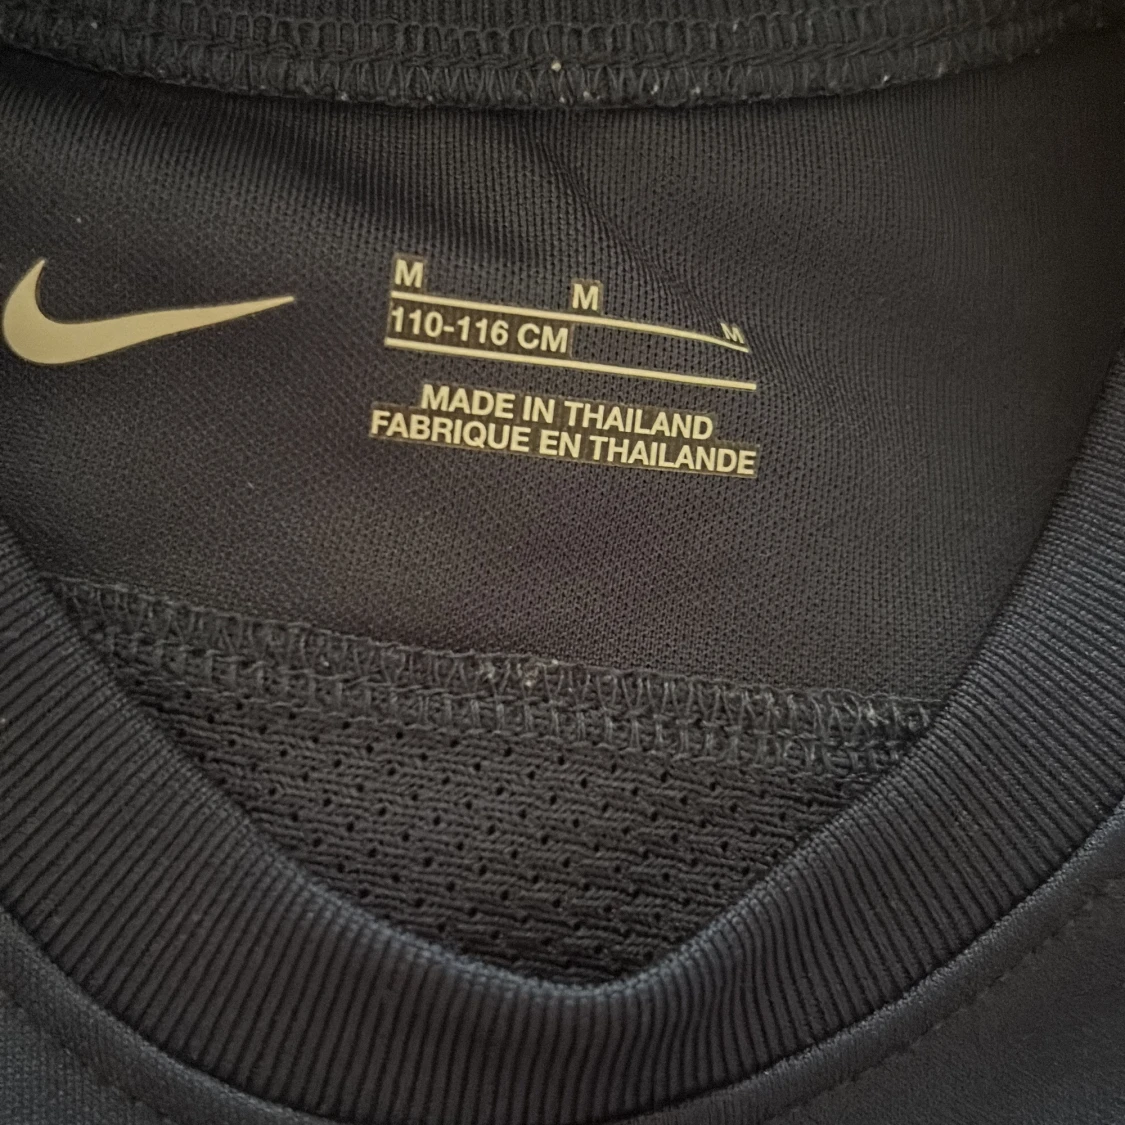 M M M
110-116 CM
MADE IN THAILAND
FABRIQUE EN THAILANDE